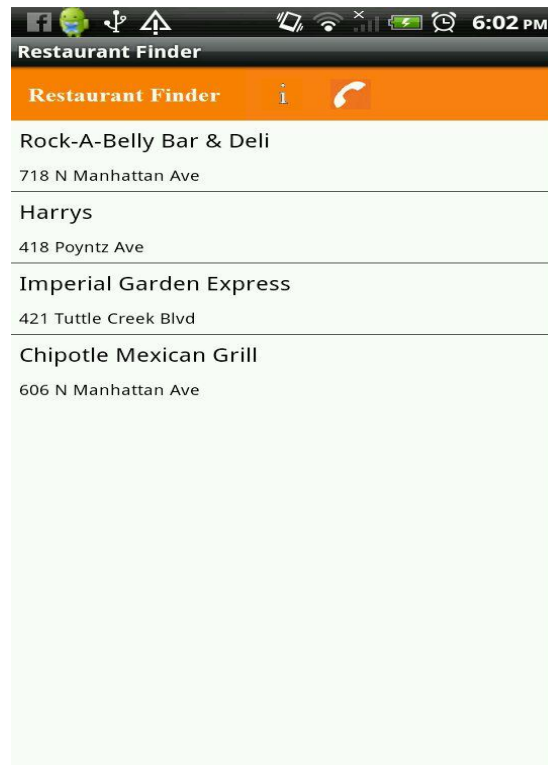 6:02 PM
Restaurant Finder
Restaurant Finder i
Rock-A-Belly Bar & Deli
718 N Manhattan Ave
Harrys
418 Poyntz Ave
Imperial Garden Express
421 Tuttle Creek Blvd
Chipotle Mexican Grill
606 N Manhattan Ave